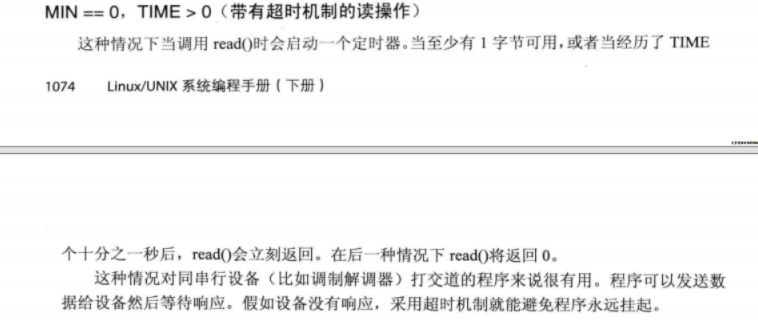 MIN == 0，TIME > 0（带有超时机制的读操作）
这种情况下当调用 read()时会启动一个定时器。当至少有 1 字节可用，或者当经历了 TIME
1074 Linux/UNIX 系统编程手册（下册）
个十分之一秒后，read()会立刻返回。在后一种情况下 read()将返回 0。
这种情况对同串行设备（比如调制解调器）打交道的程序来说很有用。程序可以发送数
据给设备然后等待响应。假如设备没有响应，采用超时机制就能避免程序永远挂起。